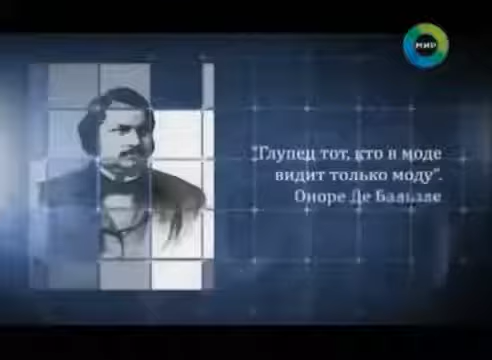 МИР
"Глупец тот, кто в моде
видит только моду".
Оноре Де Бальзак